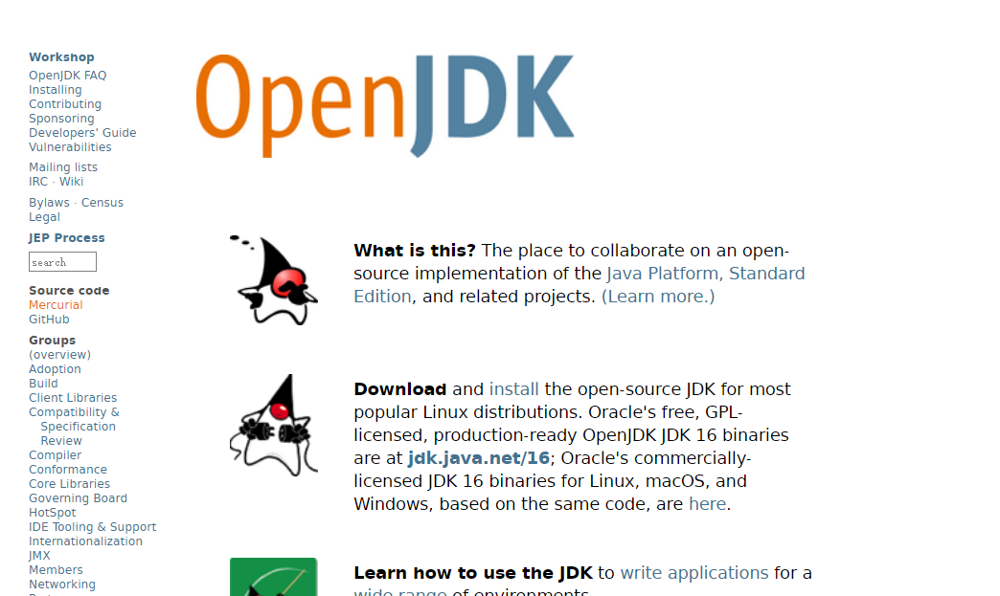 Workshop
OpenJDK FAQ
Installing
Contributing
Sponsoring
Developers' Guide
Vulnerabilities
Mailing lists
IRC · Wiki
Bylaws · Census
Legal
JEP Process
search
Source code
Mercurial
GitHub
Groups
(overview)
Adoption
Build
Client Libraries
Compatibility &
Specification
Review
Compiler
Conformance
Core Libraries
Governing Board
HotSpot
IDE Tooling & Support
Internationalization
JMX
Members
Networking
OpenJDK
What is this? The place to collaborate on an open-
source implementation of the Java Platform, Standard
Edition, and related projects. (Learn more.)
Download and install the open-source JDK for most
popular Linux distributions. Oracle's free, GPL-
licensed, production-ready OpenJDK JDK 16 binaries
are at jdk.java.net/16; Oracle's commercially-
licensed JDK 16 binaries for Linux, macOS, and
Windows, based on the same code, are here.
Learn how to use the JDK to write applications for a
wide range of environments.